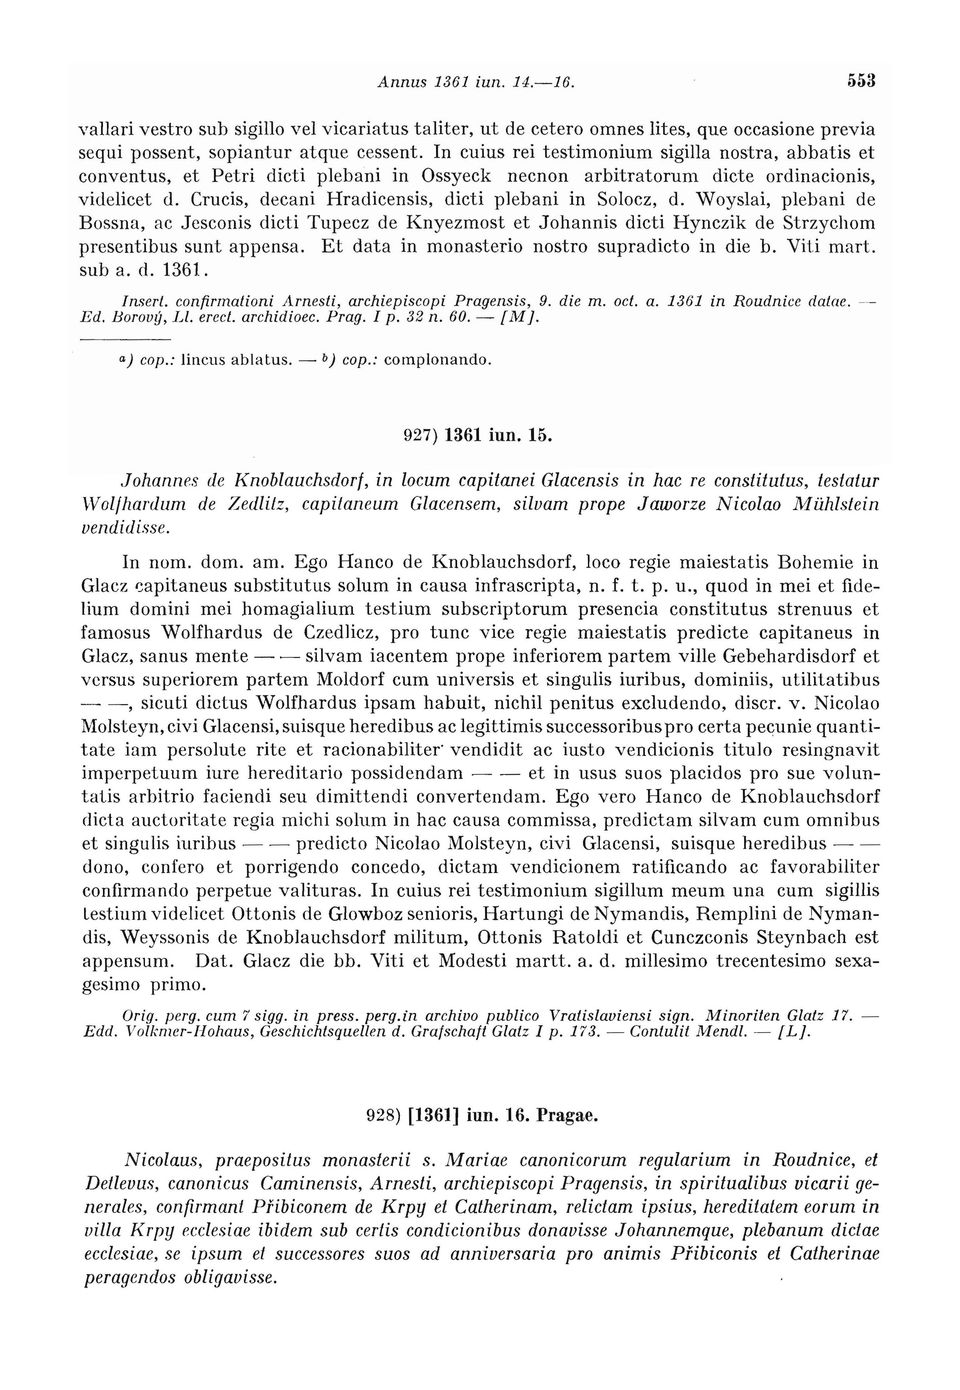 Annus 1361 iun. 14.—16. 553
vallari vestro sub sigillo vel vicariatus taliter, ut de cetero omnes lites, que occasione previa
sequi possent, sopiantur atque cessent. In cuius rei testimonium sigilla nostra, abbatis et
conventus, et Petri dicti plebani in Ossyeck necnon arbitratorum dicte ordinacionis,
videlicet d. Crucis, decani Hradicensis, dicti plebani in Solocz, d. Woyslai, plebani de
Bossna, ac Jesconis dicti Tupecz de Knyezmost et Johannis dicti Hynczik de Strzychom
presentibus sunt appensa. Et data in monasterio nostro supradicto in die b. Viti mart.
sub a. d. 1361.
Insert. confirmationi Arnesti, archiepiscopi Pragensis, 9. die m. oct. a. 1361 in Roudnice datae. —
Ed. Borový, Ll. erect. archidioec. Prag. I p. 32 n. 60. — [M].
a) cop.: lincus ablatus. — b) cop.: complonando.
927) 1361 iun. 15.
Johannes de Knoblauchsdorf, in locum capitanei Glacensis in hac re constitutus, testatur
Wolfhardum de Zedlitz, capitaneum Glacensem, silvam prope Jaworze Nicolao Mühlstein
vendidisse.
In nom. dom. am. Ego Hanco de Knoblauchsdorf, loco regie maiestatis Bohemie in
Glacz capitaneus substitutus solum in causa infrascripta, n. f. t. p. u., quod in mei et fide-
lium domini mei homagialium testium subscriptorum presencia constitutus strenuus et
famosus Wolfhardus de Czedlicz, pro tunc vice regie maiestatis predicte capitaneus in
Glacz, sanus mente — — silvam iacentem prope inferiorem partem ville Gebehardisdorf et
versus superiorem partem Moldorf cum universis et singulis iuribus, dominiis, utilitatibus
— —, sicuti dictus Wolfhardus ipsam habuit, nichil penitus excludendo, discr. v. Nicolao
Molsteyn, civi Glacensi, suisque heredibus ac legittimis successoribus pro certa pecunie quanti-
tate iam persolute rite et racionabiliter vendidit ac iusto vendicionis titulo resingnavit
imperpetuum iure hereditario possidendam — — et in usus suos placidos pro sue volun-
tatis arbitrio faciendi seu dimittendi convertendam. Ego vero Hanco de Knoblauchsdorf
dicta auctoritate regia michi solum in hac causa commissa, predictam silvam cum omnibus
et singulis iuribus — — predicto Nicolao Molsteyn, civi Glacensi, suisque heredibus — —
dono, confero et porrigendo concedo, dictam vendicionem ratificando ac favorabiliter
confirmando perpetue valituras. In cuius rei testimonium sigillum meum una cum sigillis
testium videlicet Ottonis de Glowboz senioris, Hartungi de Nymandis, Remplini de Nyman-
dis, Weyssonis de Knoblauchsdorf militum, Ottonis Ratoldi et Cunczconis Steynbach est
appensum. Dat. Glacz die bb. Viti et Modesti martt. a. d. millesimo trecentesimo sexa-
gesimo primo.
Orig. perg. cum 7 sigg. in press. perg.in archivo publico Vratislaviensi sign. Minoriten Glatz 17. —
Edd. Volkmer-Hohaus, Geschichtsquellen d. Grafschaft Glatz I p. 173. — Contulit Mendl. — [L].
928) [1361] iun. 16. Pragae.
Nicolaus, praepositus monasterii s. Mariae canonicorum regularium in Roudnice, et
Detlevus, canonicus Caminensis, Arnesti, archiepiscopi Pragensis, in spiritualibus vicarii ge-
nerales, confirmant Přibiconem de Krpy et Catherinam, relictam ipsius, hereditatem eorum in
villa Krpy ecclesiae ibidem sub certis condicionibus donavisse Johannemque, plebanum dictae
ecclesiae, se ipsum et successores suos ad anniversaria pro animis Přibiconis et Catherinae
peragendos obligavisse.